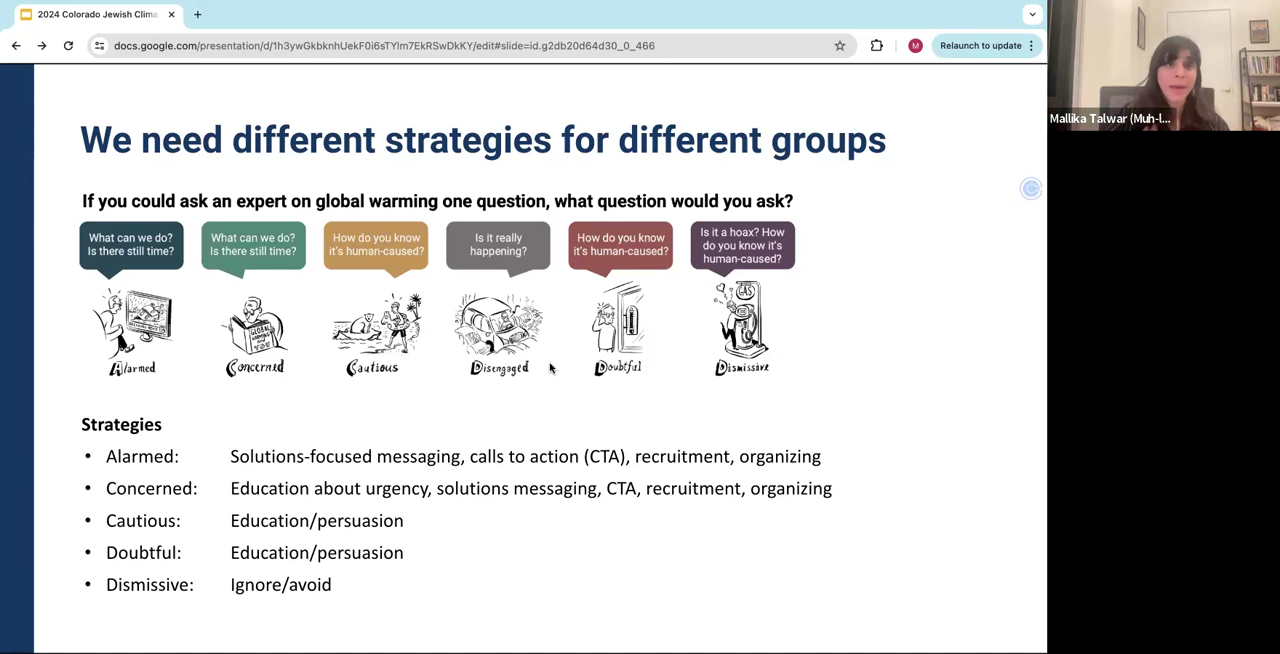 2024 Colorado Jewish Clima
docs.google.com/presentation/d/1h3ywGkbknhUekF0i6sTYlm7EkRSwDkKY/edit#slide=id.g2db20d64d30_0_466
M
Relaunch to update
Mallika Talwar (Muh-l...
We need different strategies for different groups
If you could ask an expert on global warming one question, what question would you ask?
What can we do?
Is there still time?
What can we do?
Is there still time?
How do you know
it's human-caused?
Is it really
happening?
How do you know
it's human-caused?
Is it a hoax? How
do you know it's
human-caused?
GLOBAL
GAS
Alarmed
Concerned
Cautious
Disengaged
Doubtful
Dismissive
Strategies
• Alarmed: Solutions-focused messaging, calls to action (CTA), recruitment, organizing
• Concerned: Education about urgency, solutions messaging, CTA, recruitment, organizing
• Cautious: Education/persuasion
• Doubtful: Education/persuasion
• Dismissive: Ignore/avoid